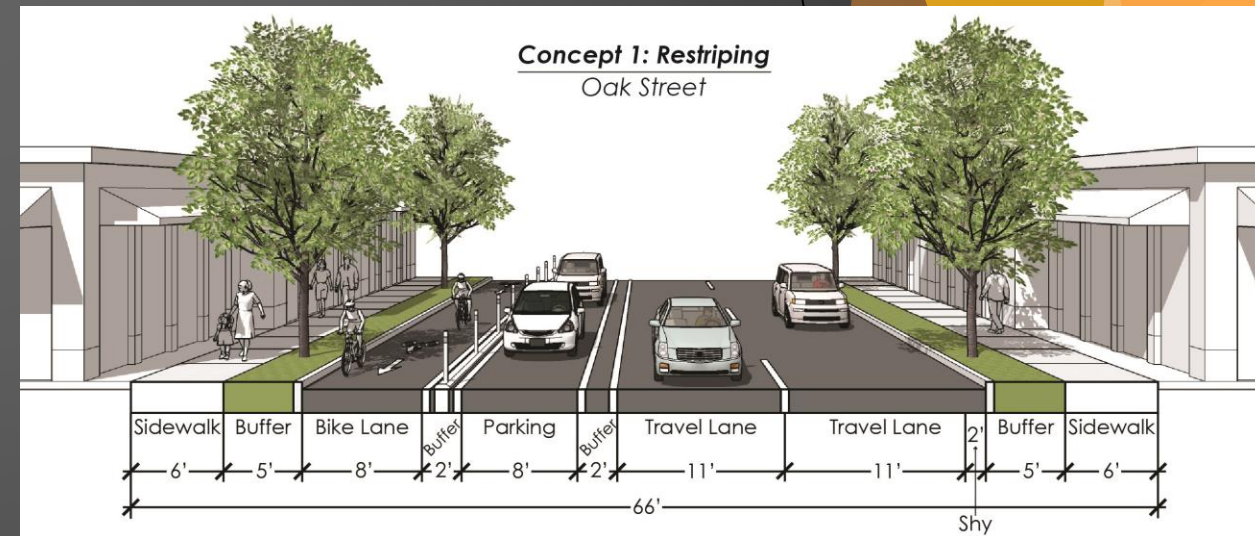 Concept 1: Restriping
Oak Street
Sidewalk Buffer Bike Lane Buffer Parking Buffer Travel Lane Travel Lane 2' Buffer Sidewalk
6' 5' 8' 2' 8' 2' 11' 11' 5' 6'
66'
Shy